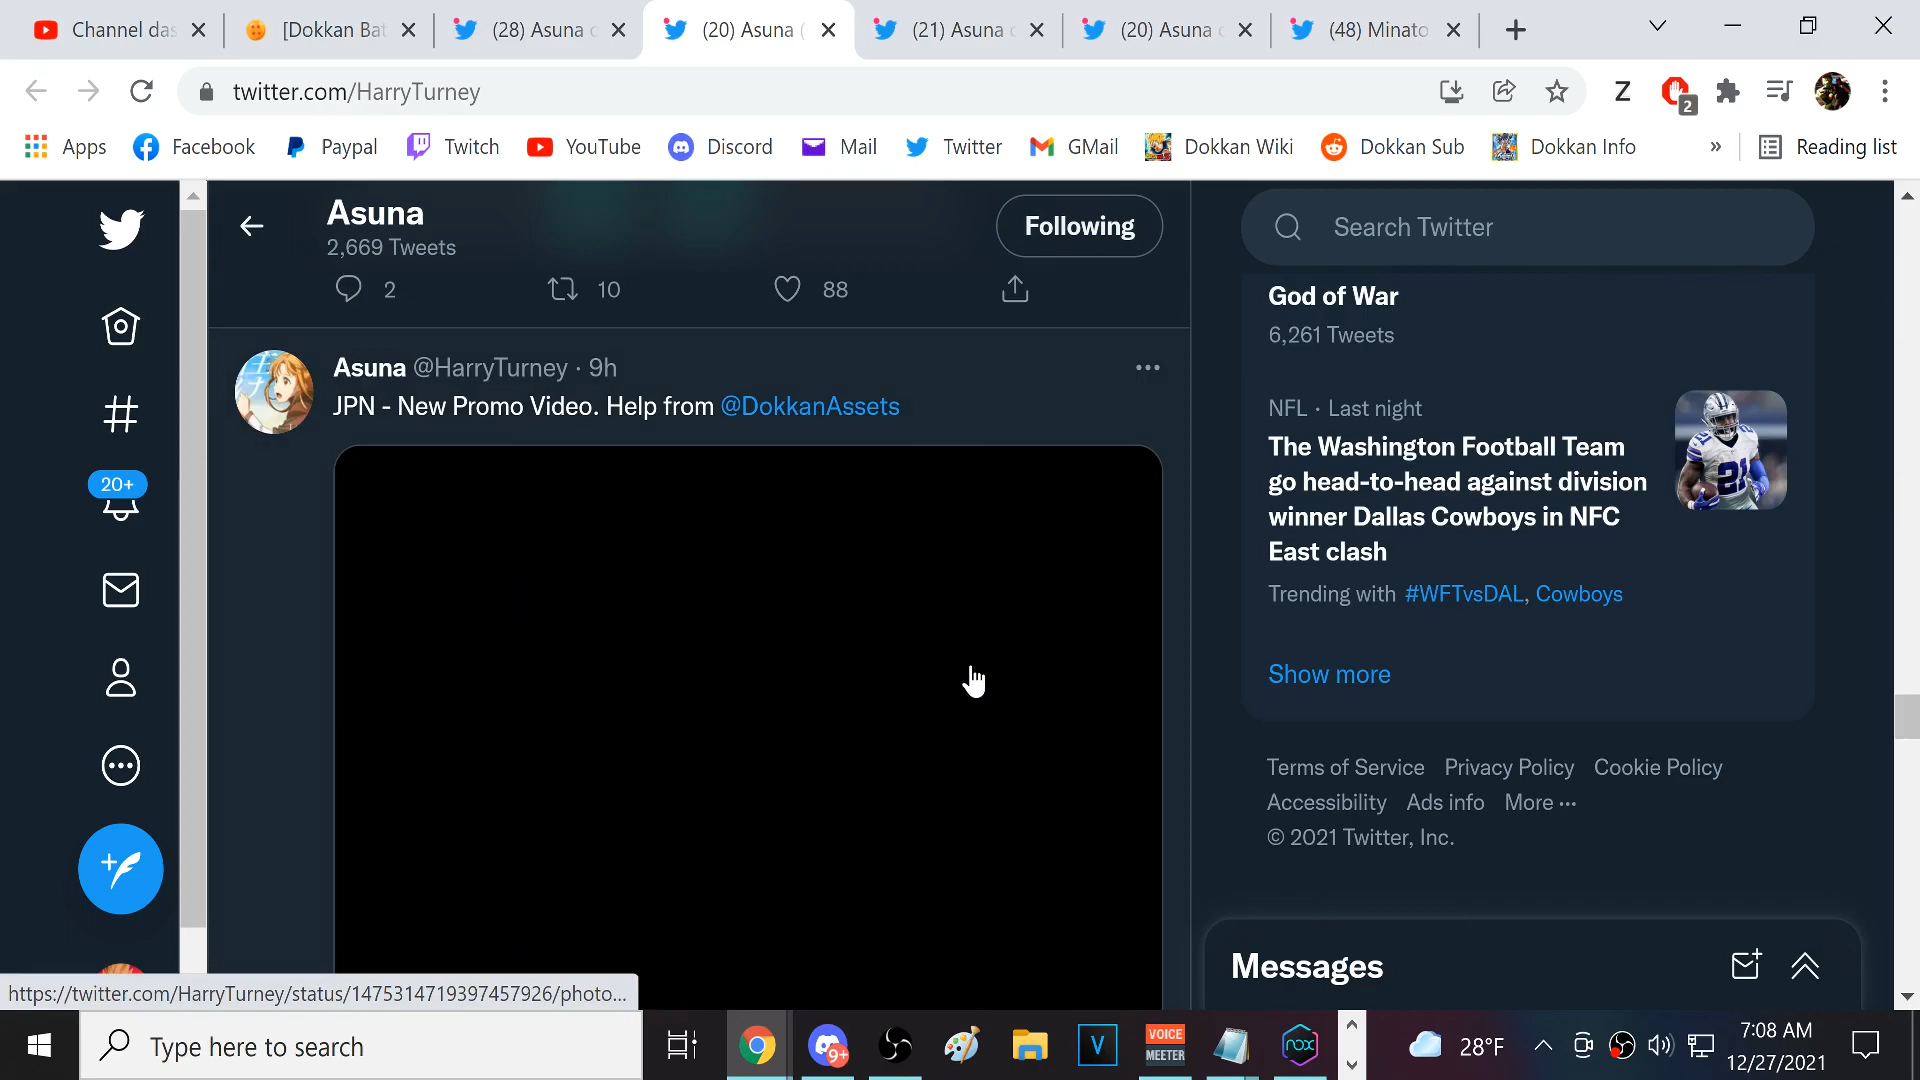 Channel das
[Dokkan Bat
(28) Asuna
(20) Asuna (
(21) Asuna
(20) Asuna
(48) Minato
twitter.com/HarryTurney
Z
2
Apps
Facebook
Paypal
Twitch
YouTube
Discord
Mail
Twitter
GMail
Dokkan Wiki
Dokkan Sub
Dokkan Info
»
Reading list
Asuna
2,669 Tweets
Following
Search Twitter
2
10
88
God of War
6,261 Tweets
Asuna @HarryTurney · 9h
JPN - New Promo Video. Help from @DokkanAssets
NFL · Last night
The Washington Football Team
go head-to-head against division
winner Dallas Cowboys in NFC
East clash
Trending with #WFTvsDAL, Cowboys
20+
Show more
Terms of Service Privacy Policy Cookie Policy
Accessibility Ads info More ···
© 2021 Twitter, Inc.
Messages
https://twitter.com/HarryTurney/status/1475314719397457926/photo...
Type here to search
9+
V
VOICE
MEETER
nox
28°F
7:08 AM
12/27/2021